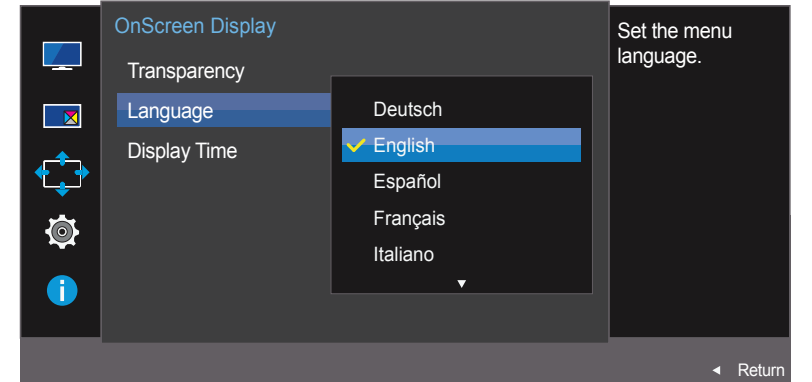 OnScreen Display
Transparency
Language
Display Time
Deutsch
English
Español
Français
Italiano
Set the menu
language.
Return